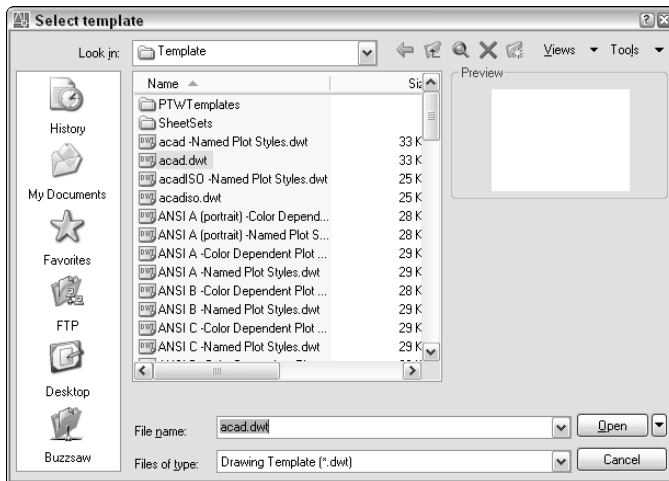 Select template
Look in: Template Views Tools
Name Siz
Preview
PTWTemplates
SheetSets
acad -Named Plot Styles.dwt 33 K
acad.dwt 33 K
acadISO -Named Plot Styles.dwt 25 K
acadiso.dwt 25 K
ANSI A (portrait) -Color Depend... 28 K
ANSI A (portrait) -Named Plot S... 28 K
ANSI A -Color Dependent Plot ... 29 K
ANSI A -Named Plot Styles.dwt 29 K
ANSI B -Color Dependent Plot ... 28 K
ANSI B -Named Plot Styles.dwt 29 K
ANSI C -Color Dependent Plot ... 29 K
ANSI C -Named Plot Styles.dwt 29 K
History
My Documents
Favorites
FTP
Desktop
Buzzsaw
File name: acad.dwt Open
Files of type: Drawing Template (*.dwt) Cancel